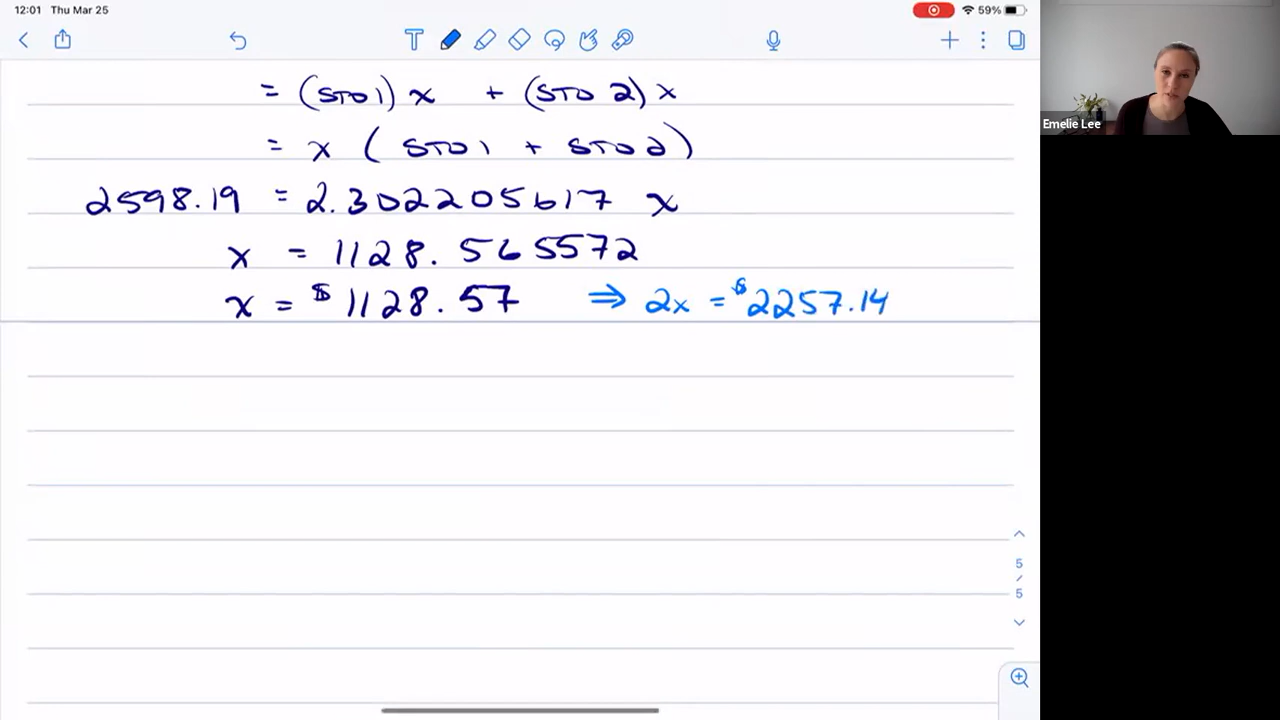 12:01 Thu Mar 25
59%
T
Emelie Lee
= (STO 1) x + (STO 2) x
= x ( STO 1 + STO 2 )
2598.19 = 2.3022205617 x
x = 1128.565572
x = $1128.57 ⇒ 2x = $2257.14
5
/
5